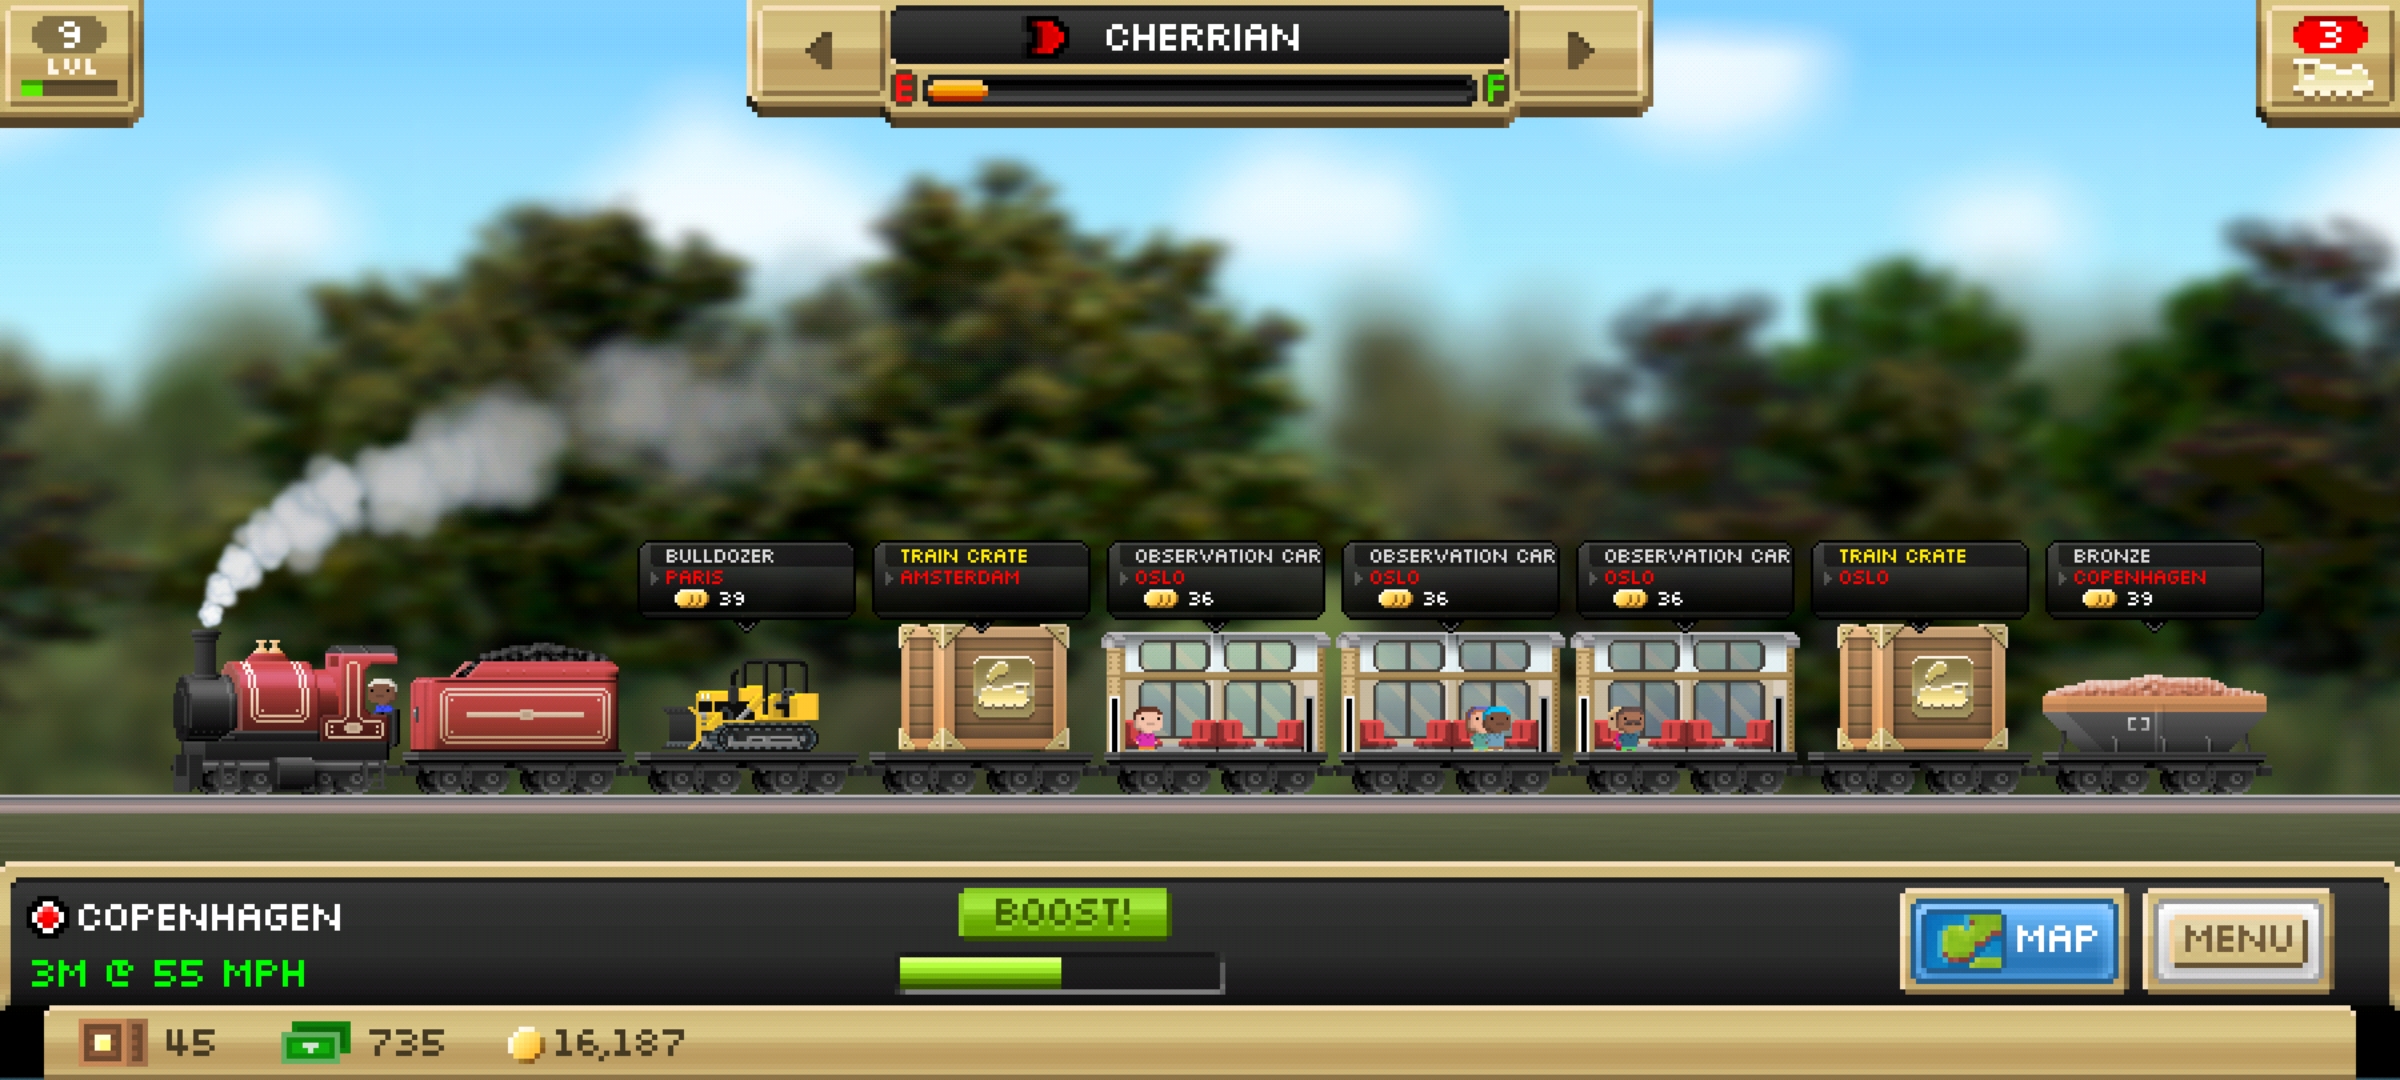 9
LVL
CHERRIAN
E F
3
BULLDOZER
PARIS
39
TRAIN CRATE
AMSTERDAM
OBSERVATION CAR
OSLO
36
OBSERVATION CAR
OSLO
36
OBSERVATION CAR
OSLO
36
TRAIN CRATE
OSLO
BRONZE
COPENHAGEN
39
COPENHAGEN
3M @ 55 MPH
BOOST!
MAP
MENU
45 735 16,187